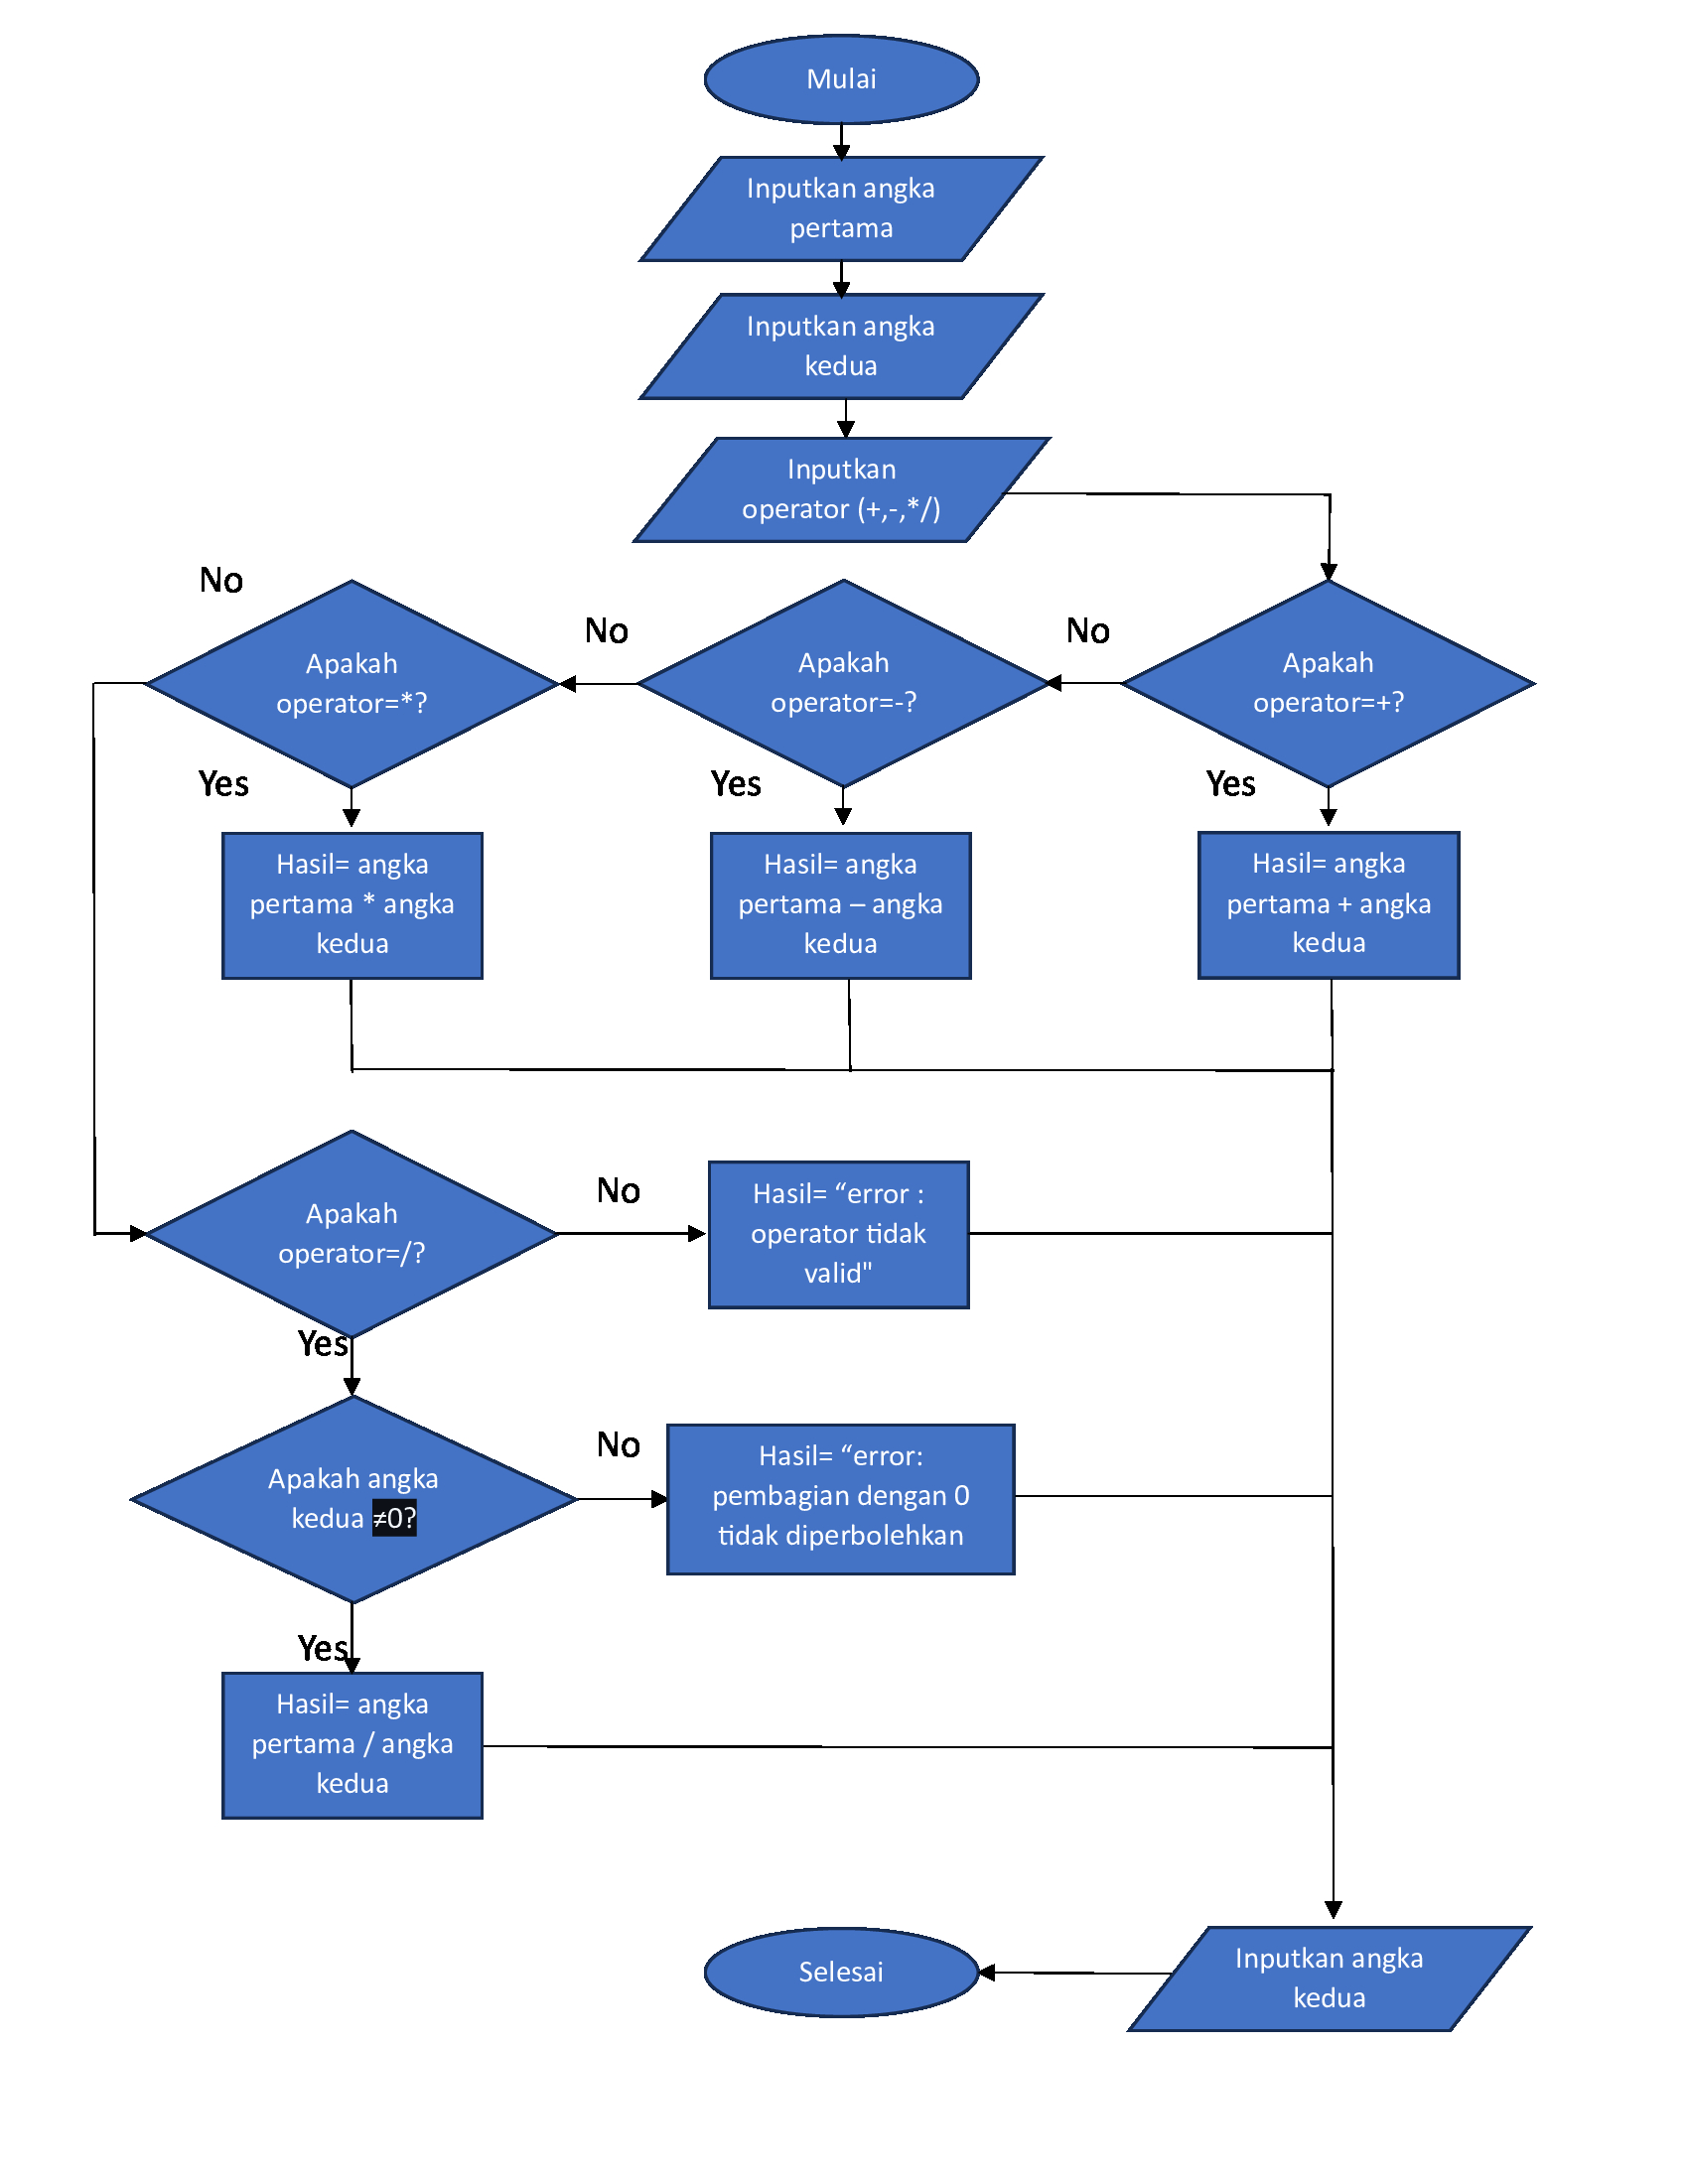 Mulai
Inputkan angka
pertama
Inputkan angka
kedua
Inputkan
operator (+,-,*/)
No
No
No
Apakah
operator=*?
Apakah
operator=-?
Apakah
operator=+?
Yes
Yes
Yes
Hasil= angka
pertama * angka
kedua
Hasil= angka
pertama – angka
kedua
Hasil= angka
pertama + angka
kedua
Apakah
operator=/?
No
Hasil= “error :
operator tidak
valid"
Yes
Apakah angka
kedua ≠0?
No
Hasil= “error:
pembagian dengan 0
tidak diperbolehkan
Yes
Hasil= angka
pertama / angka
kedua
Selesai
Inputkan angka
kedua